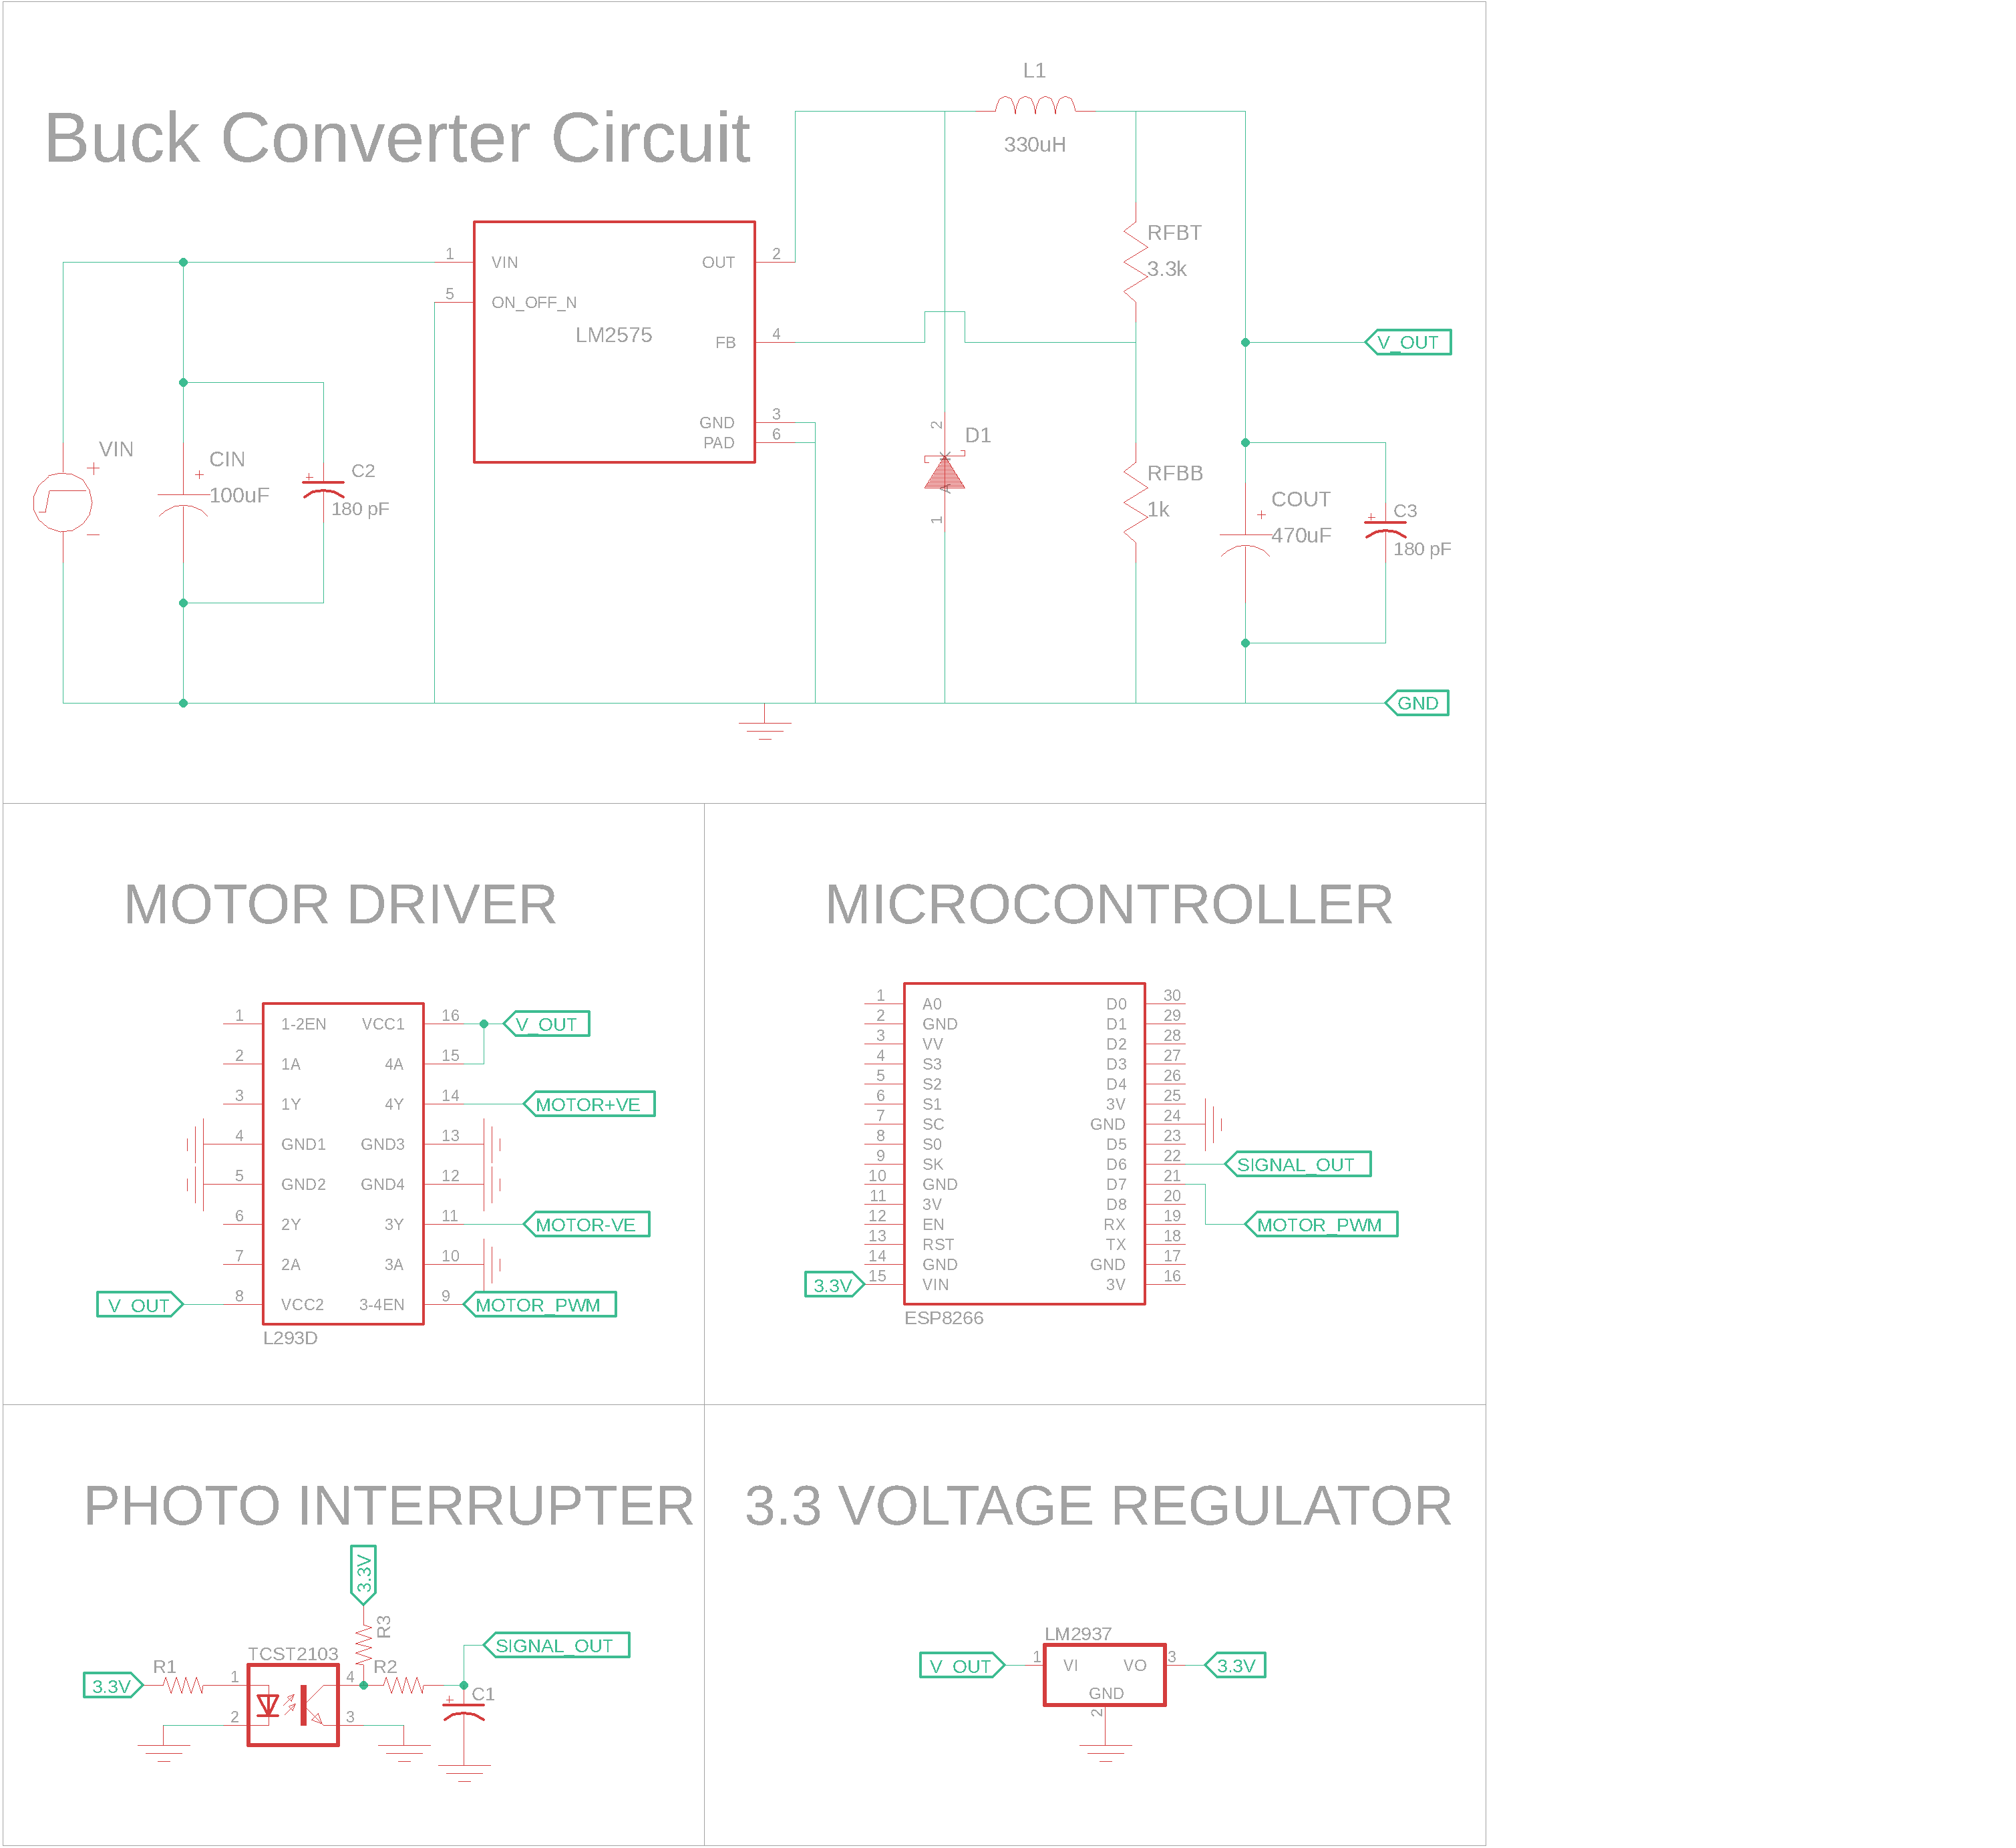 Buck Converter Circuit
L1
330uH
RFBT
3.3k
1 VIN OUT 2
5 ON_OFF_N
LM2575
FB 4
V_OUT
GND 3
PAD 6
VIN
+
−
CIN
+
100uF
+
C2
180 pF
2
D1
K
A
1
RFBB
1k
COUT
+
470uF
+
C3
180 pF
GND
MOTOR DRIVER
1 1-2EN VCC1 16 V_OUT
2 1A 4A 15
3 1Y 4Y 14 MOTOR+VE
4 GND1 GND3 13
5 GND2 GND4 12
6 2Y 3Y 11 MOTOR-VE
7 2A 3A 10
V_OUT 8 VCC2 3-4EN 9 MOTOR_PWM
L293D
MICROCONTROLLER
1 A0 D0 30
2 GND D1 29
3 VV D2 28
4 S3 D3 27
5 S2 D4 26
6 S1 3V 25
7 SC GND 24
8 S0 D5 23
9 SK D6 22 SIGNAL_OUT
10 GND D7 21
11 3V D8 20
12 EN RX 19 MOTOR_PWM
13 RST TX 18
14 GND GND 17
3.3V 15 VIN 3V 16
ESP8266
PHOTO INTERRUPTER
3.3V
R3
SIGNAL_OUT
TCST2103
3.3V R1 1 4 R2
+ C1
2 3
3.3 VOLTAGE REGULATOR
LM2937
V_OUT 1 VI VO 3 3.3V
GND
2